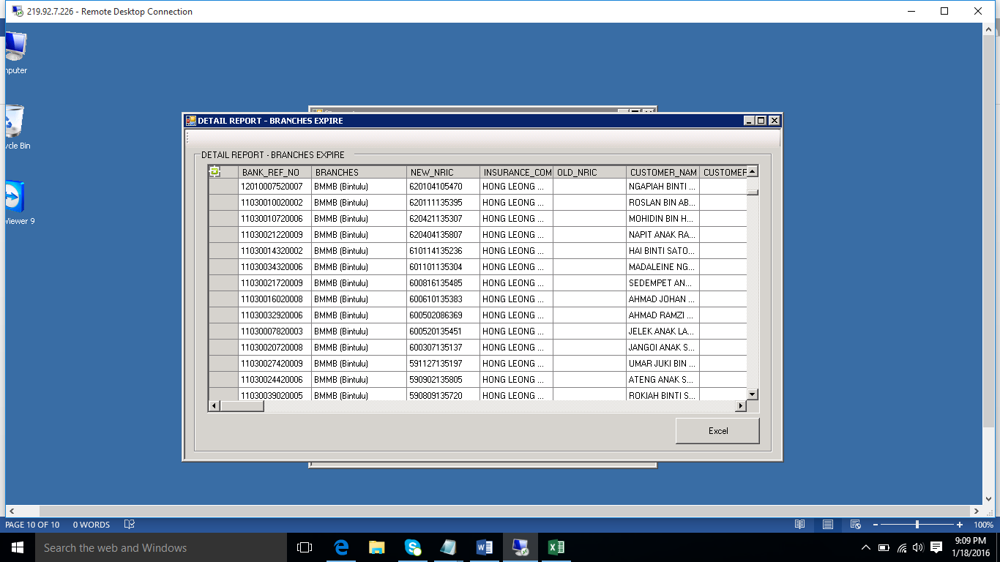 219.92.7.226 - Remote Desktop Connection
mputer
ycle Bin
Viewer 9
DETAIL REPORT - BRANCHES EXPIRE
DETAIL REPORT - BRANCHES EXPIRE
BANK_REF_NO BRANCHES NEW_NRIC INSURANCE_COM OLD_NRIC CUSTOMER_NAM CUSTOMER
12010007520007 BMMB (Bintulu) 620104105470 HONG LEONG ... NGAPIAH BINTI ...
11030010020002 BMMB (Bintulu) 620111135395 HONG LEONG ... ROSLAN BIN AB...
11030010720006 BMMB (Bintulu) 620421135307 HONG LEONG ... MOHIDIN BIN H...
11030021220009 BMMB (Bintulu) 620404135807 HONG LEONG ... NAPIT ANAK RA...
11030014320002 BMMB (Bintulu) 610114135236 HONG LEONG ... HAI BINTI SATO...
11030034320006 BMMB (Bintulu) 601101135304 HONG LEONG ... MADALEINE NG...
11030021720009 BMMB (Bintulu) 600816135485 HONG LEONG ... SEDEMPET AN...
11030016020008 BMMB (Bintulu) 600610135383 HONG LEONG ... AHMAD JOHAN ...
11030032920006 BMMB (Bintulu) 600502086369 HONG LEONG ... AHMAD RAMZI ...
11030007820003 BMMB (Bintulu) 600520135451 HONG LEONG ... JELEK ANAK LA...
11030020720008 BMMB (Bintulu) 600307135137 HONG LEONG ... JANGOI ANAK S...
11030027420009 BMMB (Bintulu) 591127135197 HONG LEONG ... UMAR JUKI BIN ...
11030024420006 BMMB (Bintulu) 590902135805 HONG LEONG ... ATENG ANAK S...
11030039020005 BMMB (Bintulu) 590809135720 HONG LEONG ... ROKIAH BINTI S...
Excel
PAGE 10 OF 10 0 WORDS 100%
Search the web and Windows
9:09 PM
1/18/2016